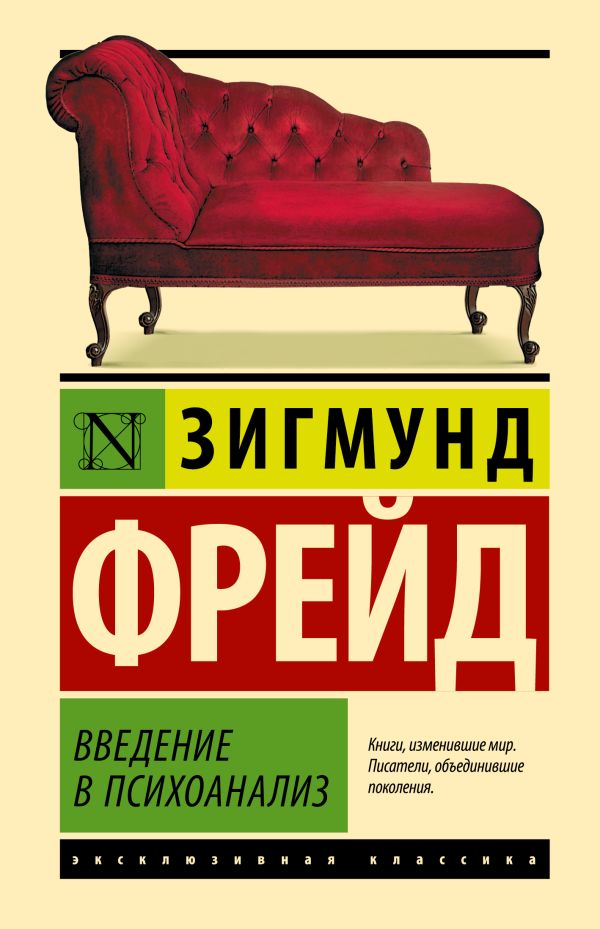 N
ЗИГМУНД
ФРЕЙД
ВВЕДЕНИЕ
В ПСИХОАНАЛИЗ
Книги, изменившие мир.
Писатели, объединившие
поколения.
эксклюзивная классика